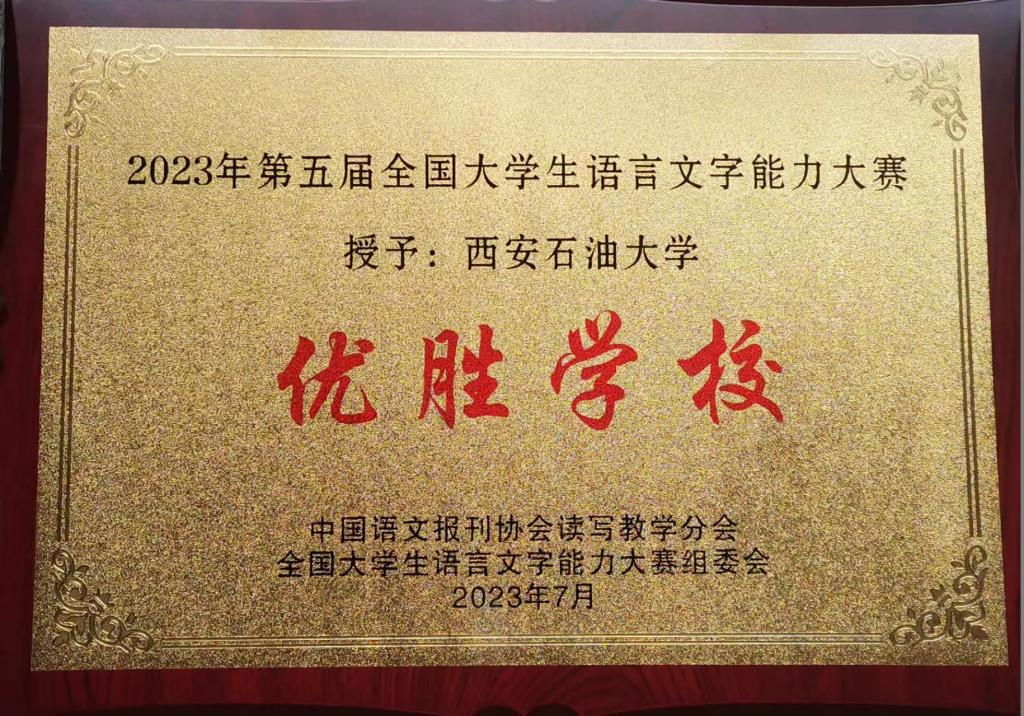 2023年第五届全国大学生语言文字能力大赛
授予：西安石油大学
优胜学校
中国语文报刊协会读写教学分会
全国大学生语言文字能力大赛组委会
2023年7月